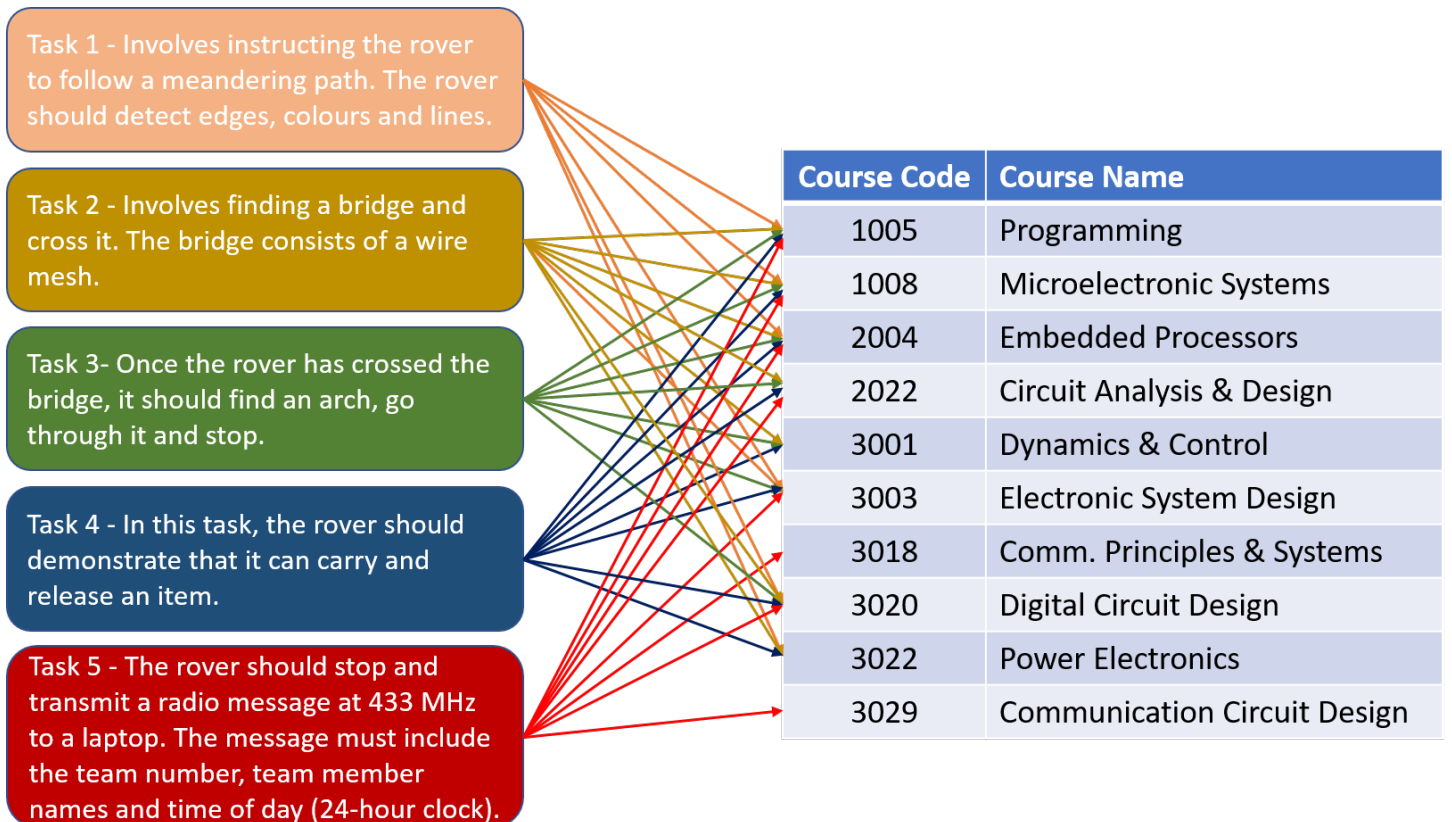 Task 1 - Involves instructing the rover
to follow a meandering path. The rover
should detect edges, colours and lines.
Task 2 - Involves finding a bridge and
cross it. The bridge consists of a wire
mesh.
Task 3- Once the rover has crossed the
bridge, it should find an arch, go
through it and stop.
Task 4 - In this task, the rover should
demonstrate that it can carry and
release an item.
Task 5 - The rover should stop and
transmit a radio message at 433 MHz
to a laptop. The message must include
the team number, team member
names and time of day (24-hour clock).
Course Code Course Name
1005 Programming
1008 Microelectronic Systems
2004 Embedded Processors
2022 Circuit Analysis & Design
3001 Dynamics & Control
3003 Electronic System Design
3018 Comm. Principles & Systems
3020 Digital Circuit Design
3022 Power Electronics
3029 Communication Circuit Design